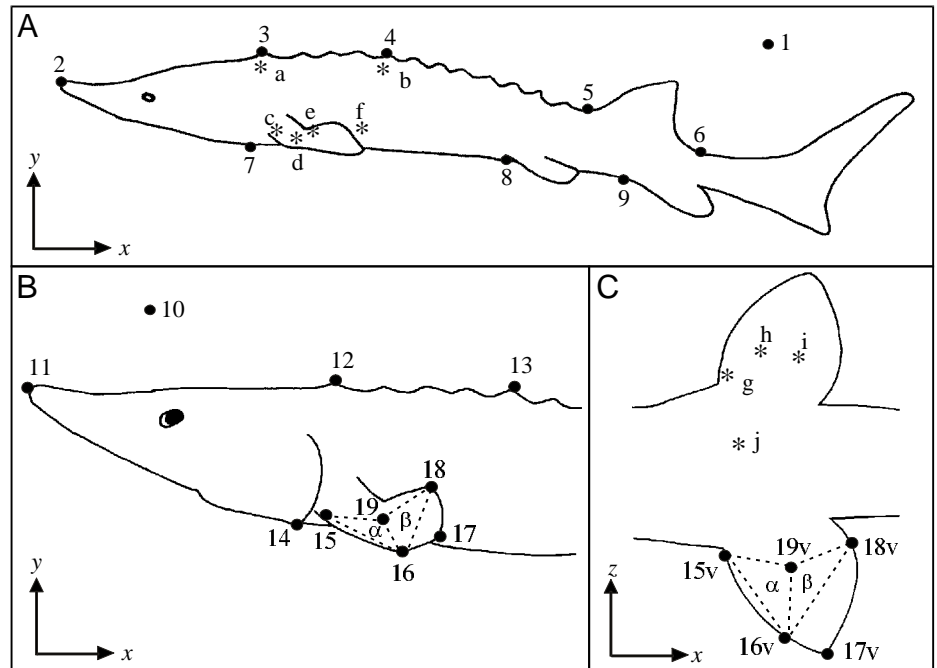 A
1
2
3
4
5
6
7
8
9
* a
* b
c *
* d
e *
f *
y
x
B
10
11
12
13
14
15
16
17
18
19
α
β
y
x
C
h *
i *
* g
* j
15v
16v
17v
18v
19v
α
β
z
x